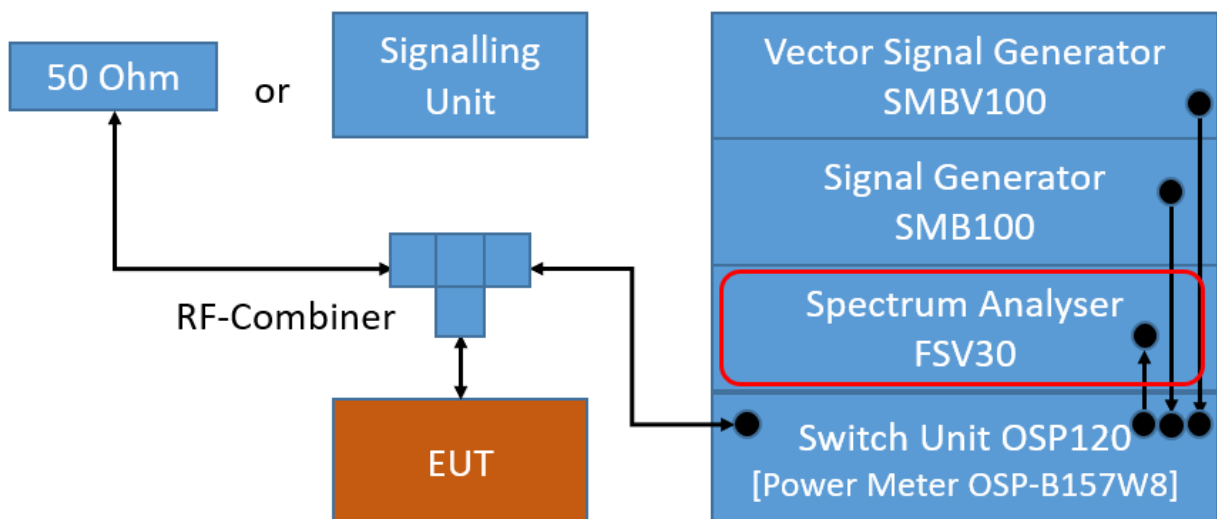 50 Ohm
or
Signalling
Unit
Vector Signal Generator
SMBV100
Signal Generator
SMB100
RF-Combiner
Spectrum Analyser
FSV30
EUT
Switch Unit OSP120
[Power Meter OSP-B157W8]